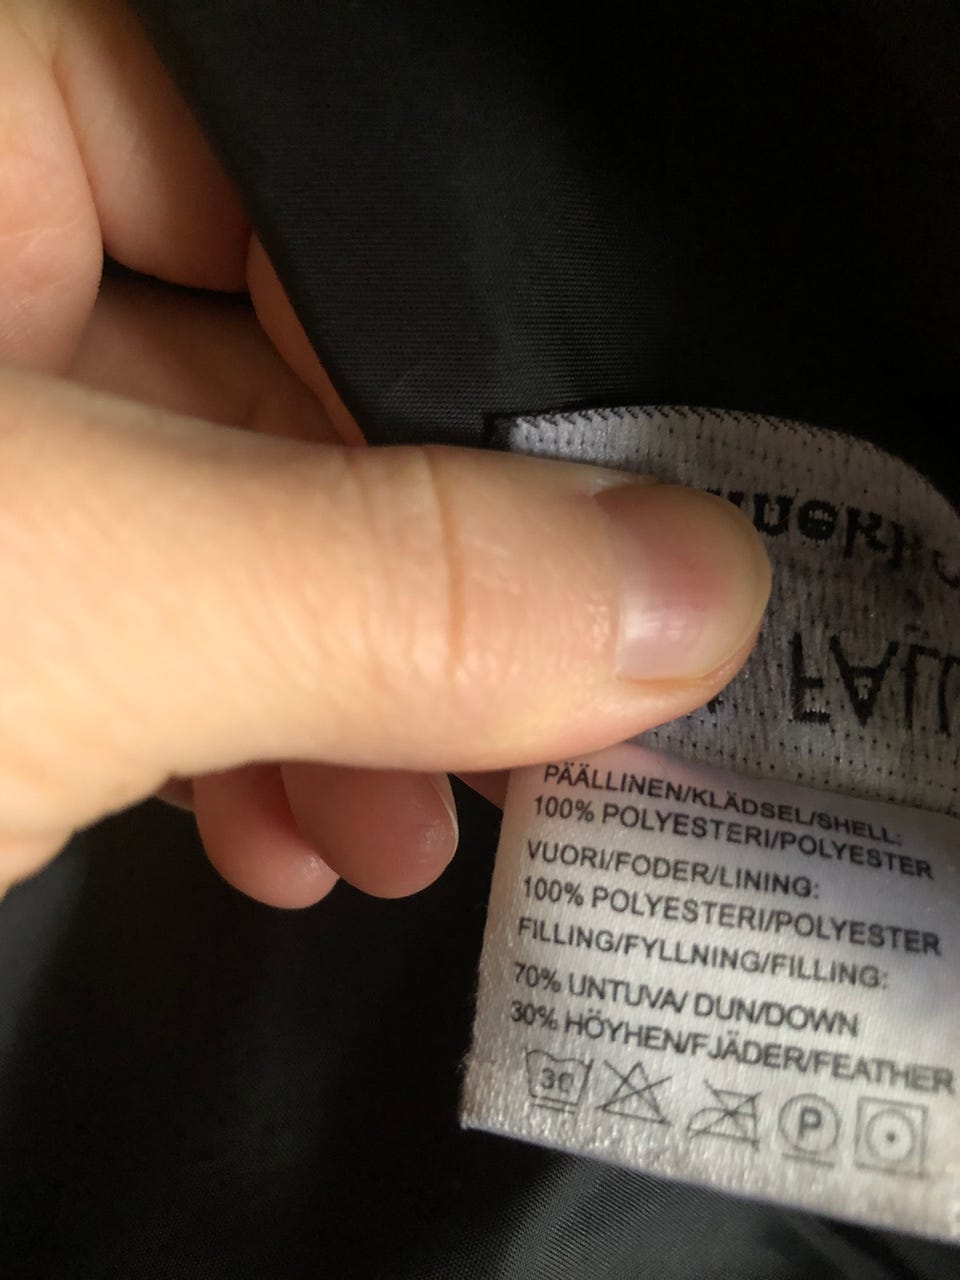 PÄÄLLINEN/KLÄDSEL/SHELL:
100% POLYESTERI/POLYESTER
VUORI/FODER/LINING:
100% POLYESTERI/POLYESTER
FILLING/FYLLNING/FILLING:
70% UNTUVA/ DUN/DOWN
30% HÖYHEN/FJÄDER/FEATHER
30 P